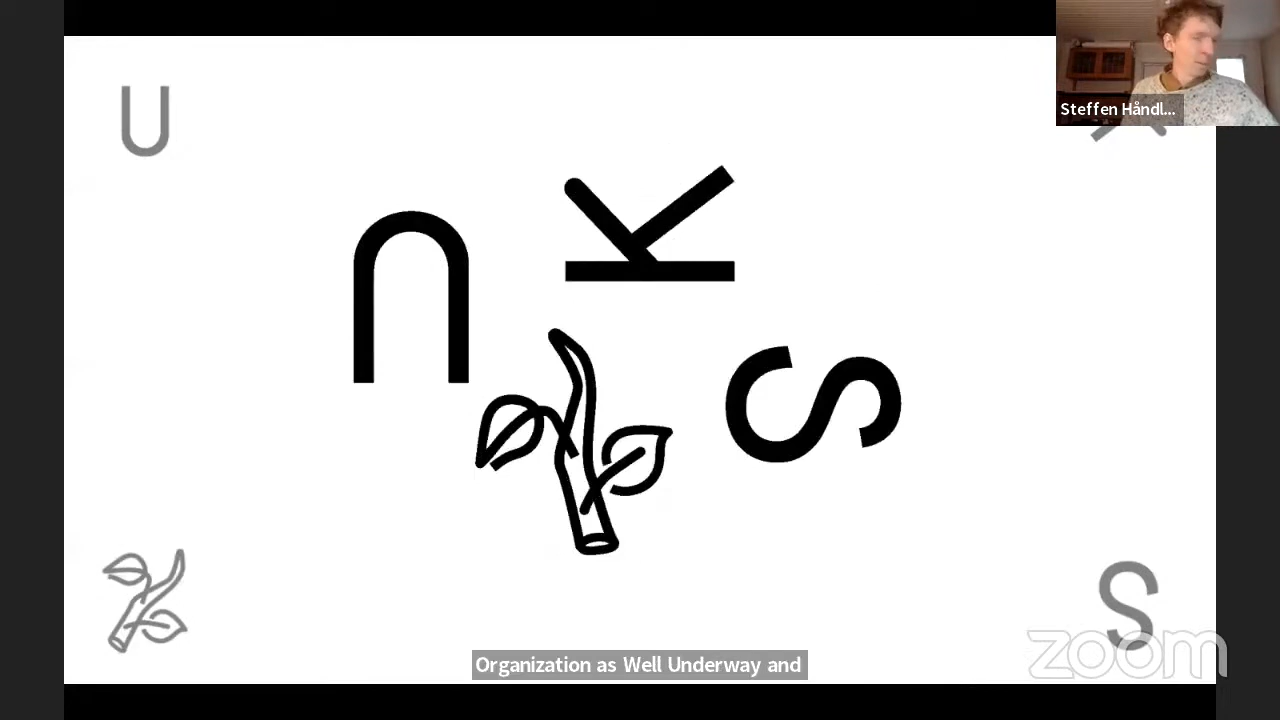 U
Steffen Håndl...
K
U
S
S
zoom
Organization as Well Underway and